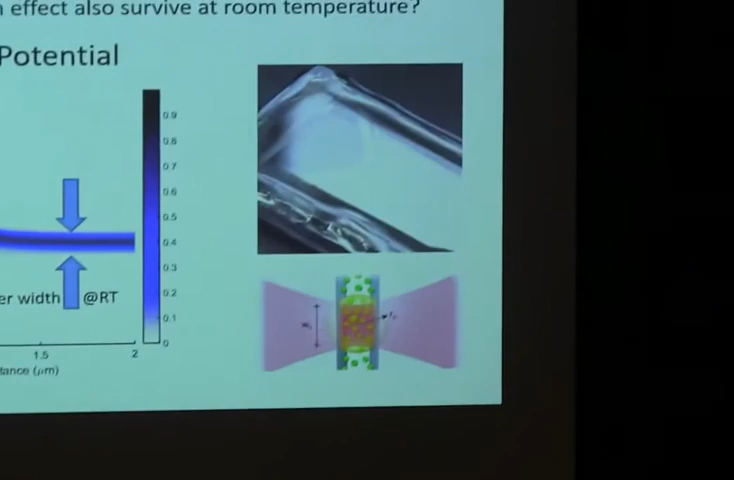 effect also survive at room temperature?
Potential
0.9
0.8
0.7
0.6
0.5
0.4
0.3
0.2
0.1
0
er width @RT
1.5 2
tance (μm)